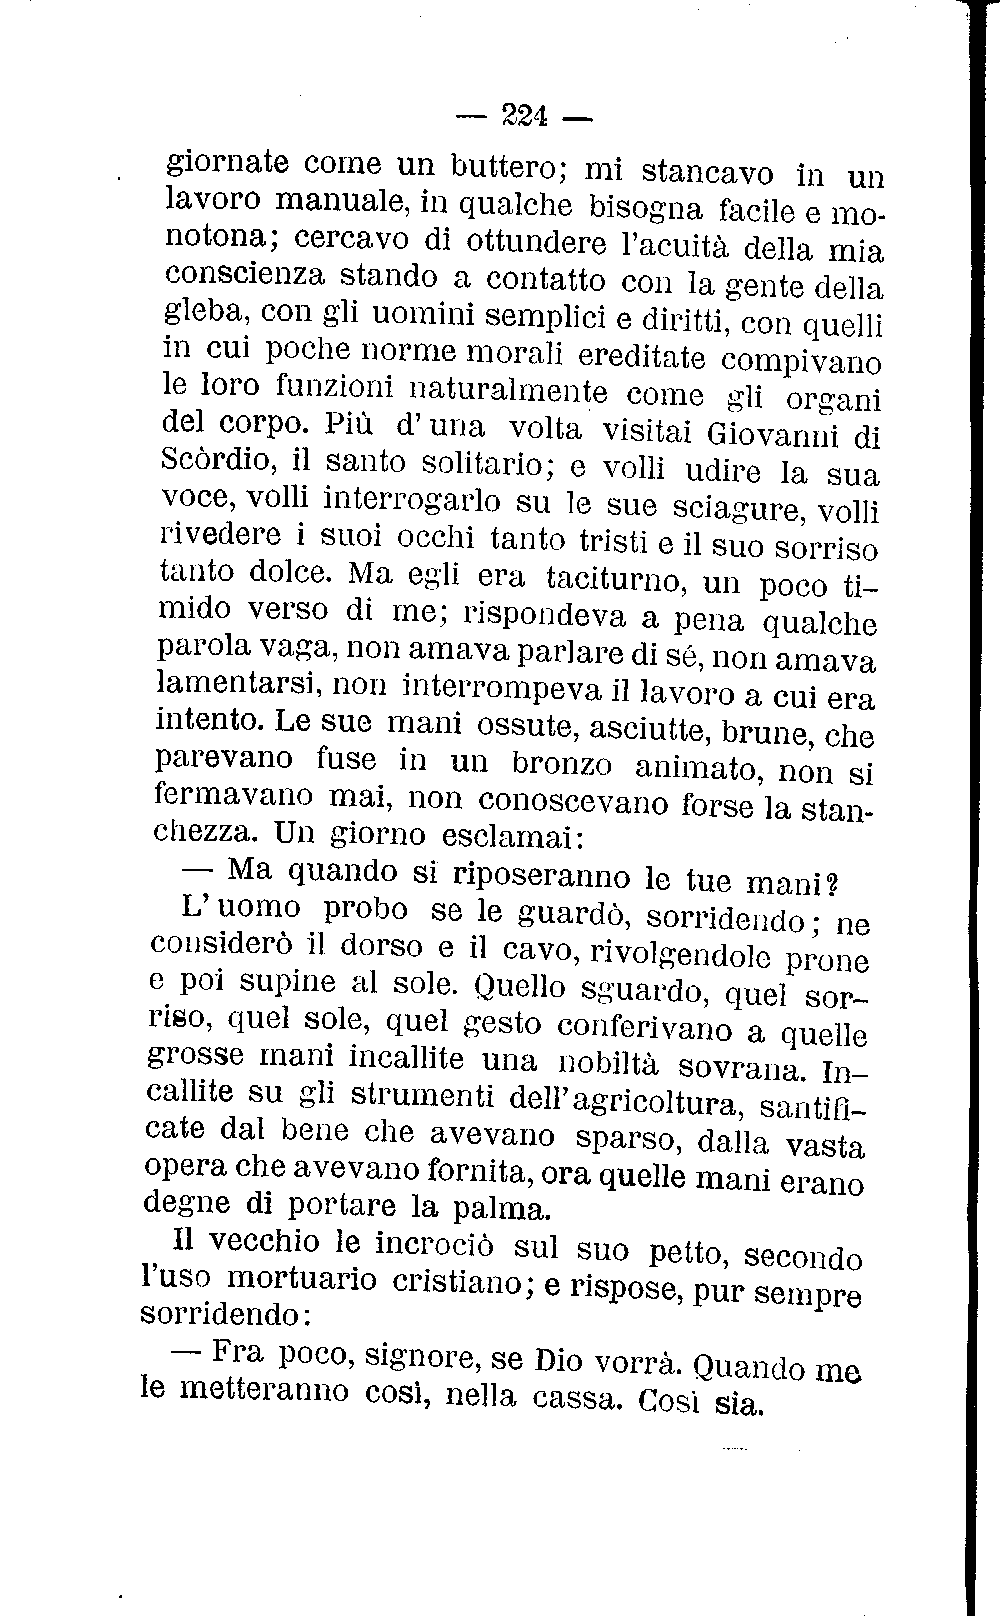 — 224 —
giornate come un buttero; mi stancavo in un
lavoro manuale, in qualche bisogna facile e mo-
notona; cercavo di ottundere l'acuità della mia
conscienza stando a contatto con la gente della
gleba, con gli uomini semplici e diritti, con quelli
in cui poche norme morali ereditate compivano
le loro funzioni naturalmente come gli organi
del corpo. Più d' una volta visitai Giovanni di
Scòrdio, il santo solitario; e volli udire la sua
voce, volli interrogarlo su le sue sciagure, volli
rivedere i suoi occhi tanto tristi e il suo sorriso
tanto dolce. Ma egli era taciturno, un poco ti-
mido verso di me; rispondeva a pena qualche
parola vaga, non amava parlare di sé, non amava
lamentarsi, non interrompeva il lavoro a cui era
intento. Le sue mani ossute, asciutte, brune, che
parevano fuse in un bronzo animato, non si
fermavano mai, non conoscevano forse la stan-
chezza. Un giorno esclamai:
— Ma quando si riposeranno le tue mani?
L' uomo probo se le guardò, sorridendo; ne
considerò il dorso e il cavo, rivolgendole prone
e poi supine al sole. Quello sguardo, quel sor-
riso, quel sole, quel gesto conferivano a quelle
grosse mani incallite una nobiltà sovrana. In-
callite su gli strumenti dell' agricoltura, santifi-
cate dal bene che avevano sparso, dalla vasta
opera che avevano fornita, ora quelle mani erano
degne di portare la palma.
Il vecchio le incrociò sul suo petto, secondo
l'uso mortuario cristiano; e rispose, pur sempre
sorridendo:
— Fra poco, signore, se Dio vorrà. Quando me
le metteranno così, nella cassa. Così sia.